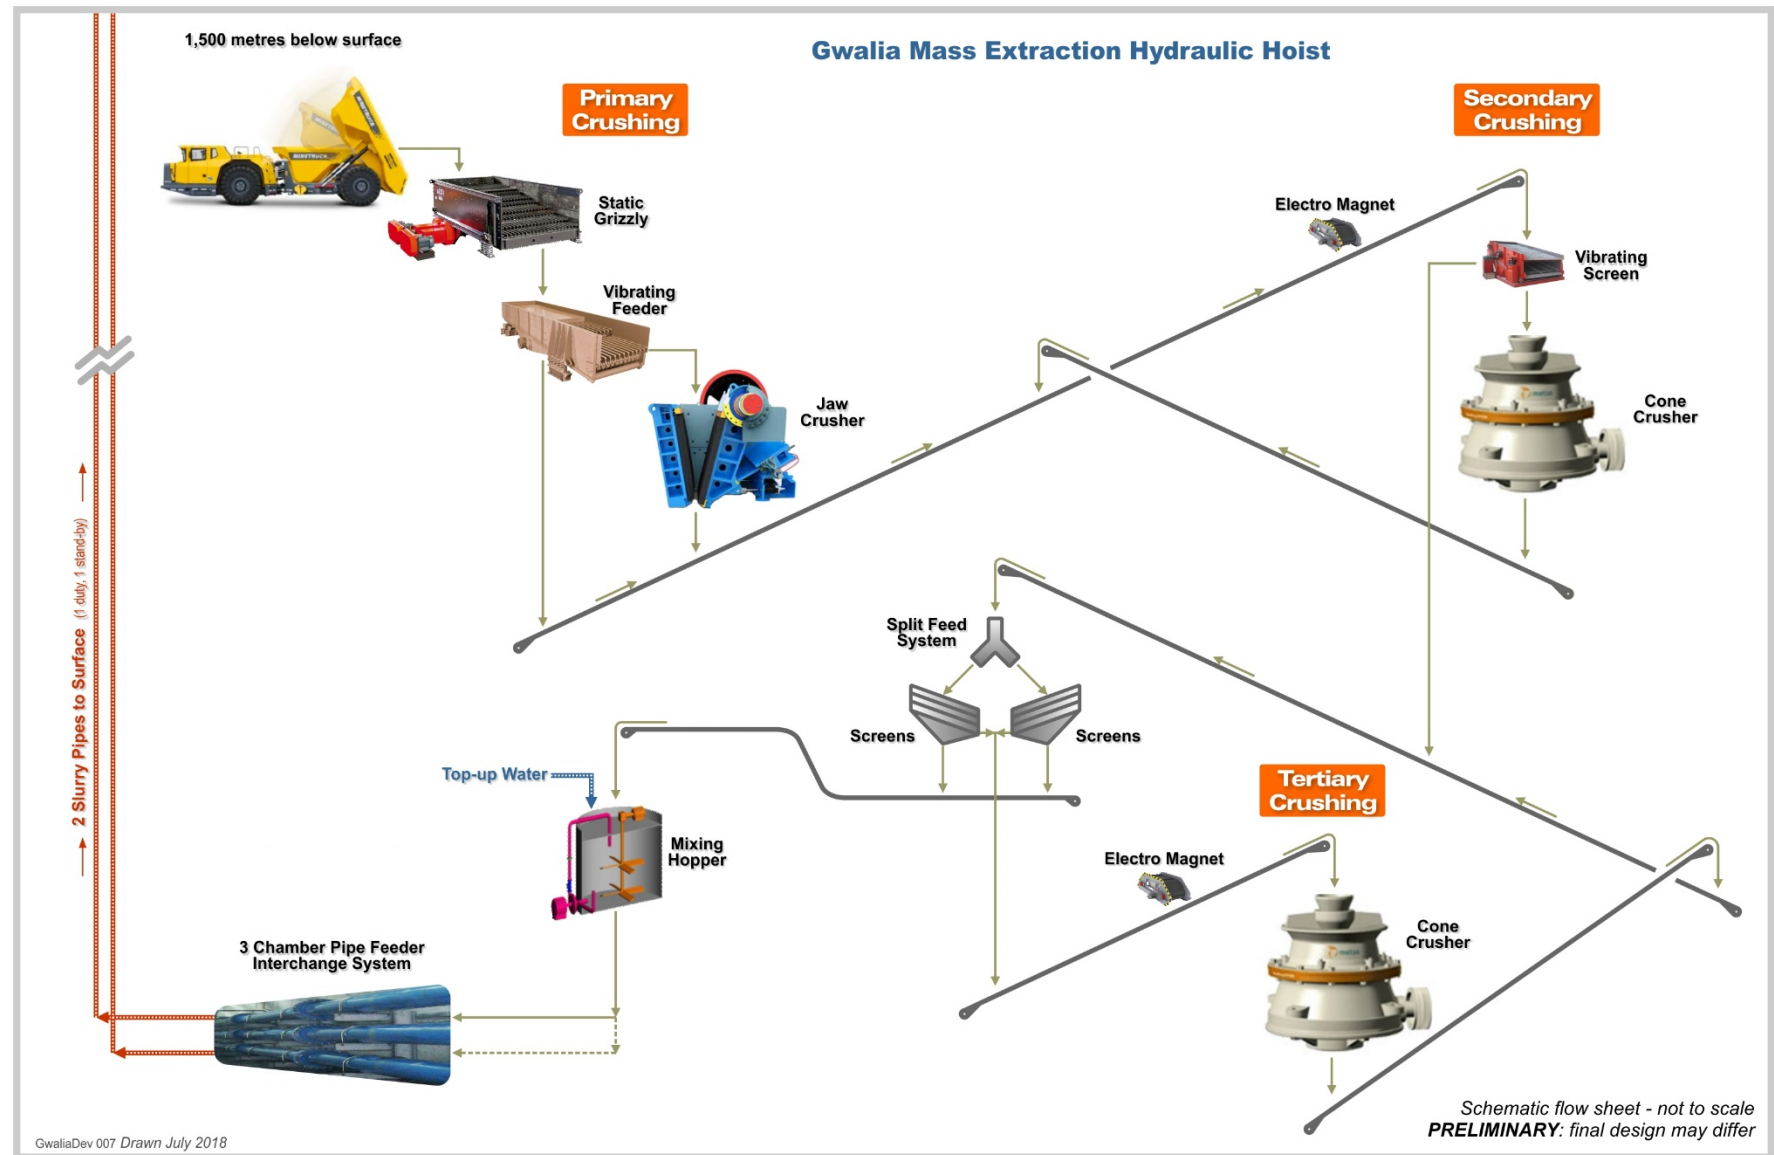 1,500 metres below surface
Gwalia Mass Extraction Hydraulic Hoist
Primary
Crushing
Secondary
Crushing
MINETRUCK
Static
Grizzly
Electro Magnet
Vibrating
Screen
Vibrating
Feeder
Jaw
Crusher
Cone
Crusher
2 Slurry Pipes to Surface (1 duty, 1 stand-by)
Split Feed
System
Screens
Screens
Top-up Water
Tertiary
Crushing
Mixing
Hopper
Electro Magnet
3 Chamber Pipe Feeder
Interchange System
Cone
Crusher
Schematic flow sheet - not to scale
PRELIMINARY: final design may differ
GwaliaDev 007 Drawn July 2018